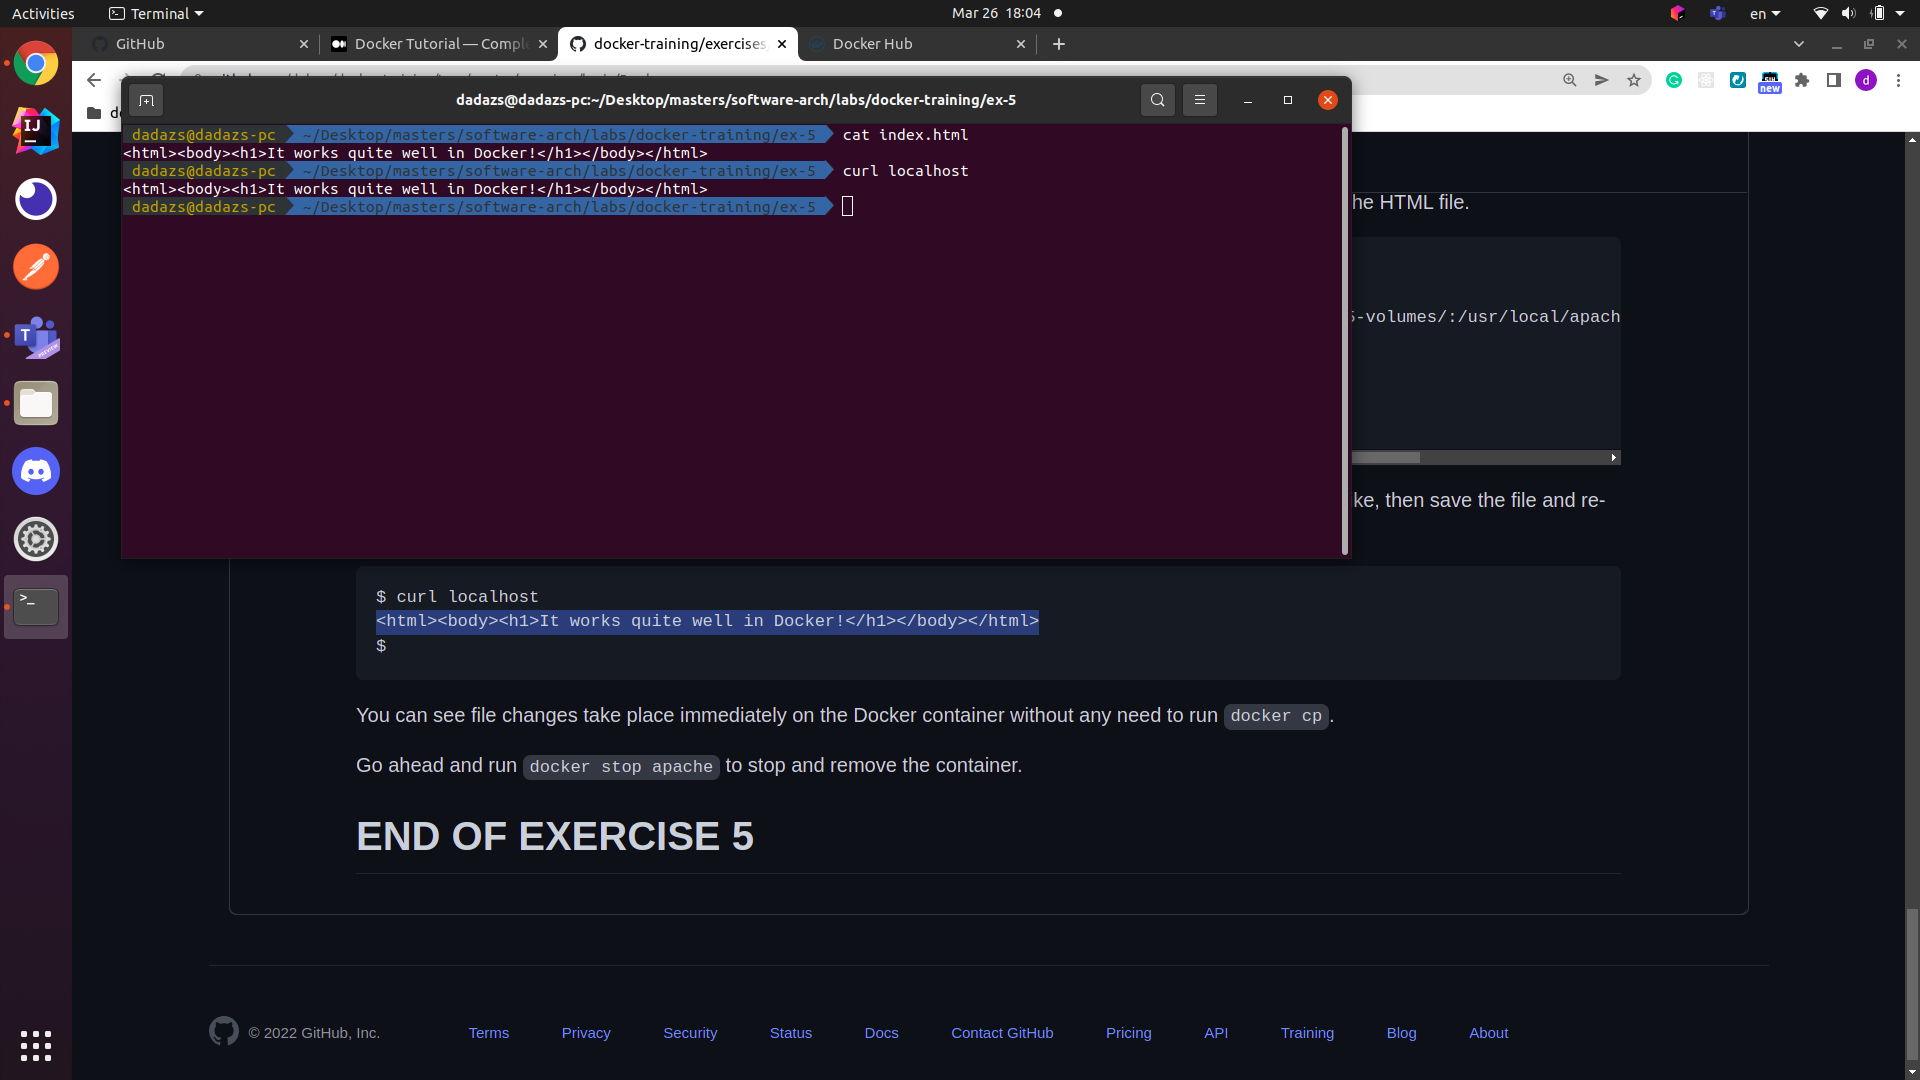 Activities
Terminal
Mar 26 18:04
en
GitHub
Docker Tutorial — Comple
docker-training/exercises
Docker Hub
new
d
dadazs@dadazs-pc:~/Desktop/masters/software-arch/labs/docker-training/ex-5
dadazs@dadazs-pc ~/Desktop/masters/software-arch/labs/docker-training/ex-5 cat index.html
<html><body><h1>It works quite well in Docker!</h1></body></html>
dadazs@dadazs-pc ~/Desktop/masters/software-arch/labs/docker-training/ex-5 curl localhost
<html><body><h1>It works quite well in Docker!</h1></body></html>
dadazs@dadazs-pc ~/Desktop/masters/software-arch/labs/docker-training/ex-5
he HTML file.
-volumes/:/usr/local/apach
ke, then save the file and re-
$ curl localhost
<html><body><h1>It works quite well in Docker!</h1></body></html>
$
You can see file changes take place immediately on the Docker container without any need to run docker cp.
Go ahead and run docker stop apache to stop and remove the container.
END OF EXERCISE 5
© 2022 GitHub, Inc.
Terms
Privacy
Security
Status
Docs
Contact GitHub
Pricing
API
Training
Blog
About